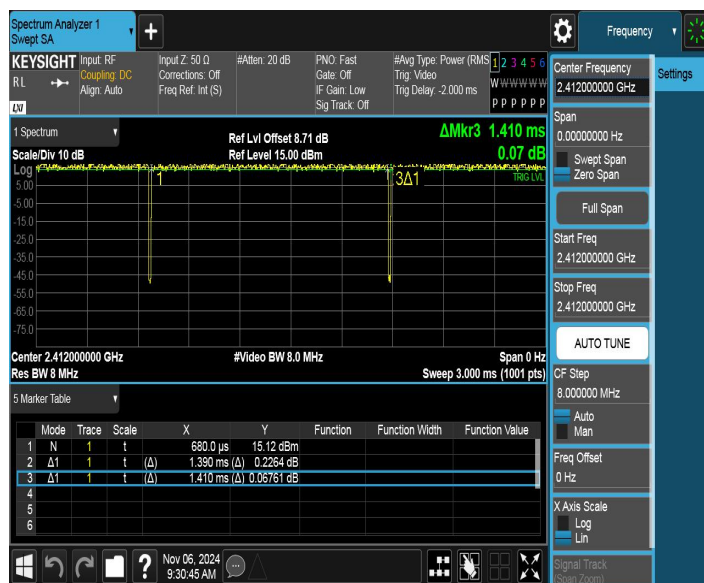 Spectrum Analyzer 1
Swept SA
+
Frequency
KEYSIGHT
RL
LXI
Input: RF
Coupling: DC
Align: Auto
Input Z: 50 Ω
Corrections: Off
Freq Ref: Int (S)
#Atten: 20 dB
PNO: Fast
Gate: Off
IF Gain: Low
Sig Track: Off
#Avg Type: Power (RMS
Trig: Video
Trig Delay: -2.000 ms
1 2 3 4 5 6
W W W W W W
P P P P P P
1 Spectrum
Scale/Div 10 dB
Ref Lvl Offset 8.71 dB
Ref Level 15.00 dBm
ΔMkr3 1.410 ms
0.07 dB
Log
5.00
-5.00
-15.0
-25.0
-35.0
-45.0
-55.0
-65.0
-75.0
1
3Δ1
TRIG LVL
Center 2.412000000 GHz
#Video BW 8.0 MHz
Span 0 Hz
Res BW 8 MHz
Sweep 3.000 ms (1001 pts)
5 Marker Table
Mode Trace Scale X Y Function Function Width Function Value
1 N 1 t 680.0 µs 15.12 dBm
2 Δ1 1 t (Δ) 1.390 ms (Δ) 0.2264 dB
3 Δ1 1 t (Δ) 1.410 ms (Δ) 0.06761 dB
4
5
6
?
Nov 06, 2024
9:30:45 AM
Center Frequency
2.412000000 GHz
Settings
Span
0.00000000 Hz
Swept Span
Zero Span
Full Span
Start Freq
2.412000000 GHz
Stop Freq
2.412000000 GHz
AUTO TUNE
CF Step
8.000000 MHz
Auto
Man
Freq Offset
0 Hz
X Axis Scale
Log
Lin
Signal Track
(Span Zoom)